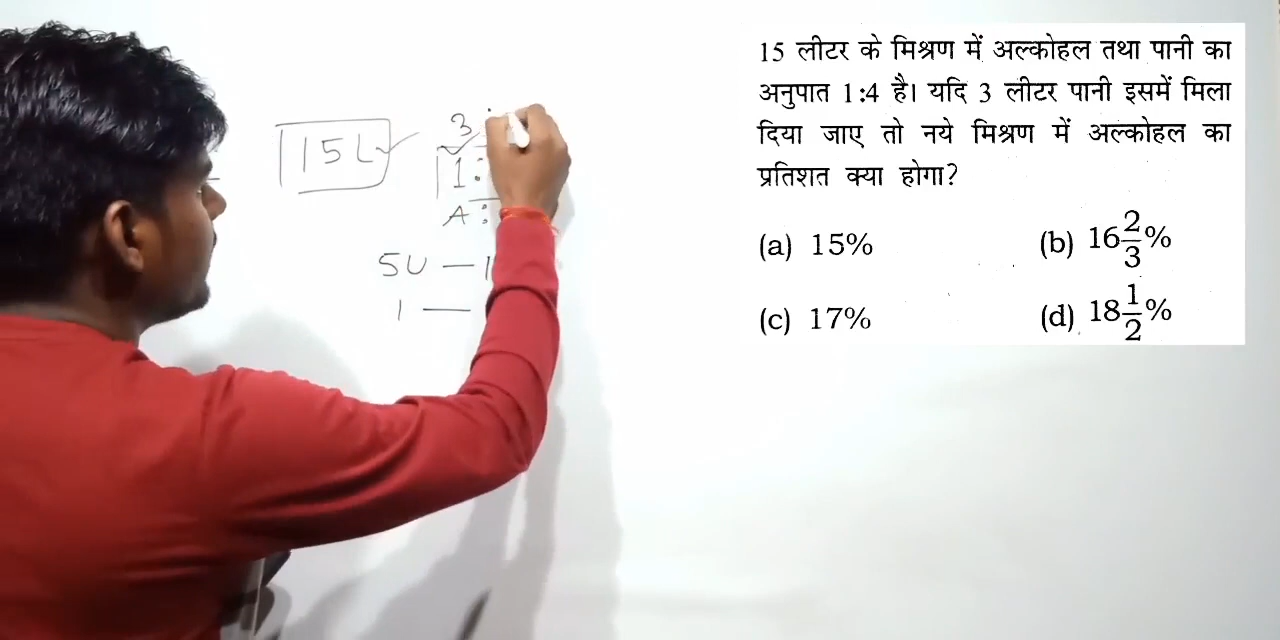 15L 3
1:
A:
5U — 1
1 —
15 लीटर के मिश्रण में अल्कोहल तथा पानी का
अनुपात 1:4 है। यदि 3 लीटर पानी इसमें मिला
दिया जाए तो नये मिश्रण में अल्कोहल का
प्रतिशत क्या होगा?
(a) 15% (b) 16 2/3%
(c) 17% (d) 18 1/2%